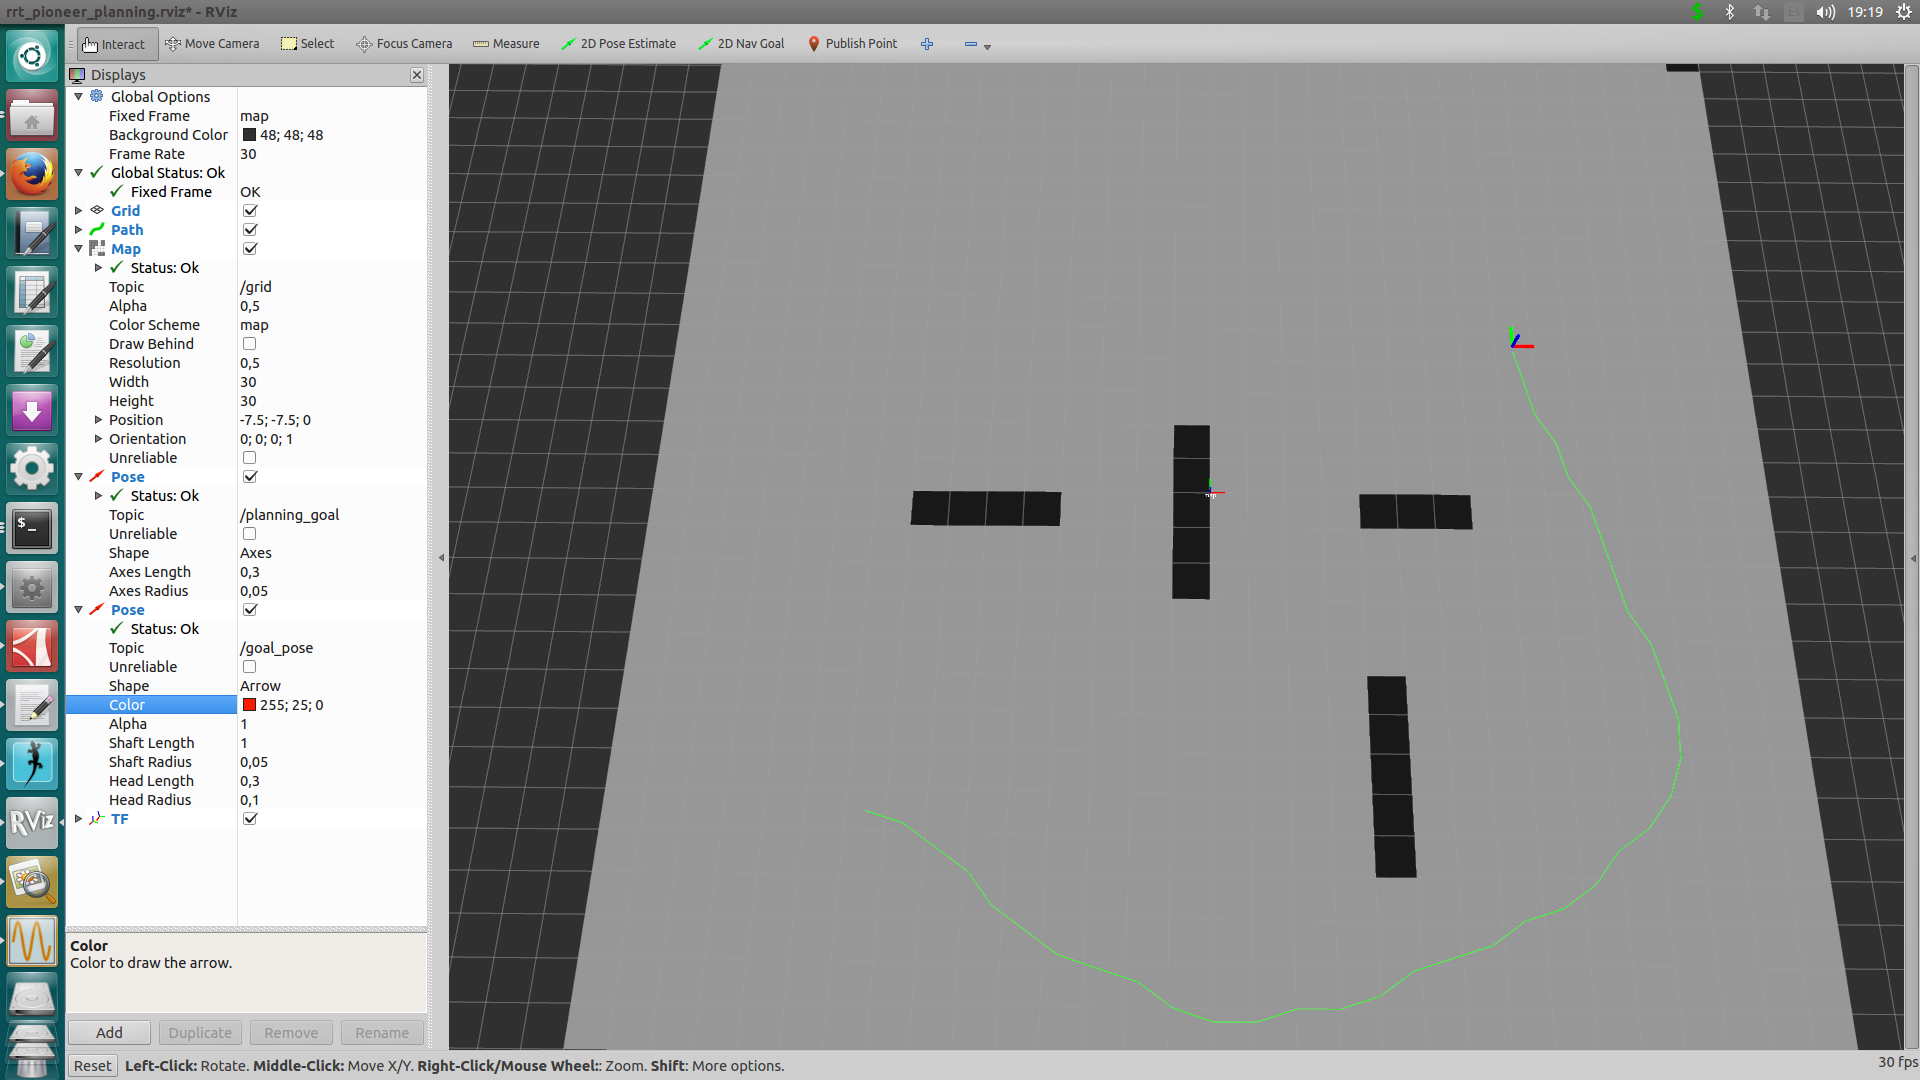 rrt_pioneer_planning.rviz* - RViz
19:19
Interact
Move Camera
Select
Focus Camera
Measure
2D Pose Estimate
2D Nav Goal
Publish Point
Displays
Global Options
Fixed Frame map
Background Color 48; 48; 48
Frame Rate 30
Global Status: Ok
Fixed Frame OK
Grid
Path
Map
Status: Ok
Topic /grid
Alpha 0,5
Color Scheme map
Draw Behind
Resolution 0,5
Width 30
Height 30
Position -7.5; -7.5; 0
Orientation 0; 0; 0; 1
Unreliable
Pose
Status: Ok
Topic /planning_goal
Unreliable
Shape Axes
Axes Length 0,3
Axes Radius 0,05
Pose
Status: Ok
Topic /goal_pose
Unreliable
Shape Arrow
Color 255; 25; 0
Alpha 1
Shaft Length 1
Shaft Radius 0,05
Head Length 0,3
Head Radius 0,1
TF
RViz
Color
Color to draw the arrow.
Add
Duplicate
Remove
Rename
Reset
Left-Click: Rotate. Middle-Click: Move X/Y. Right-Click/Mouse Wheel:: Zoom. Shift: More options.
30 fps